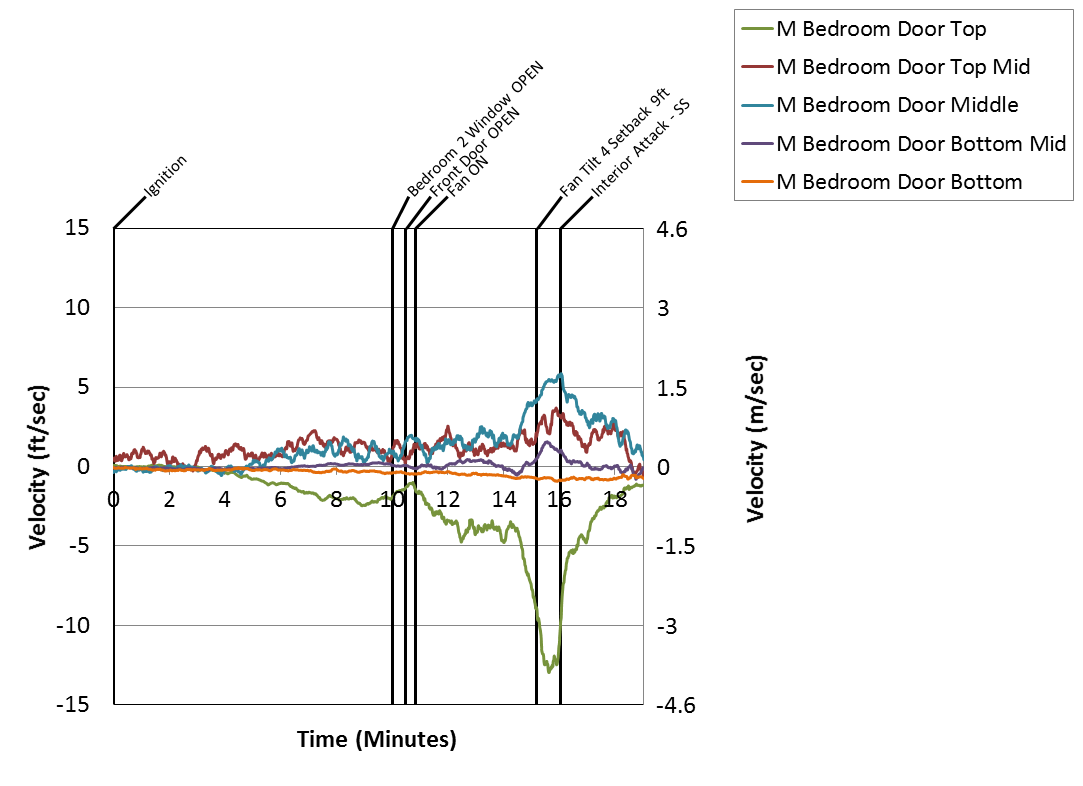 M Bedroom Door Top
M Bedroom Door Top Mid
M Bedroom Door Middle
M Bedroom Door Bottom Mid
M Bedroom Door Bottom
Ignition
Bedroom 2 Window OPEN
Front Door OPEN
Fan ON
Fan Tilt 4 Setback 9ft
Interior Attack - SS
15
10
5
0
-5
-10
-15
Velocity (ft/sec)
4.6
3
1.5
0
-1.5
-3
-4.6
Velocity (m/sec)
0 2 4 6 8 10 12 14 16 18
Time (Minutes)